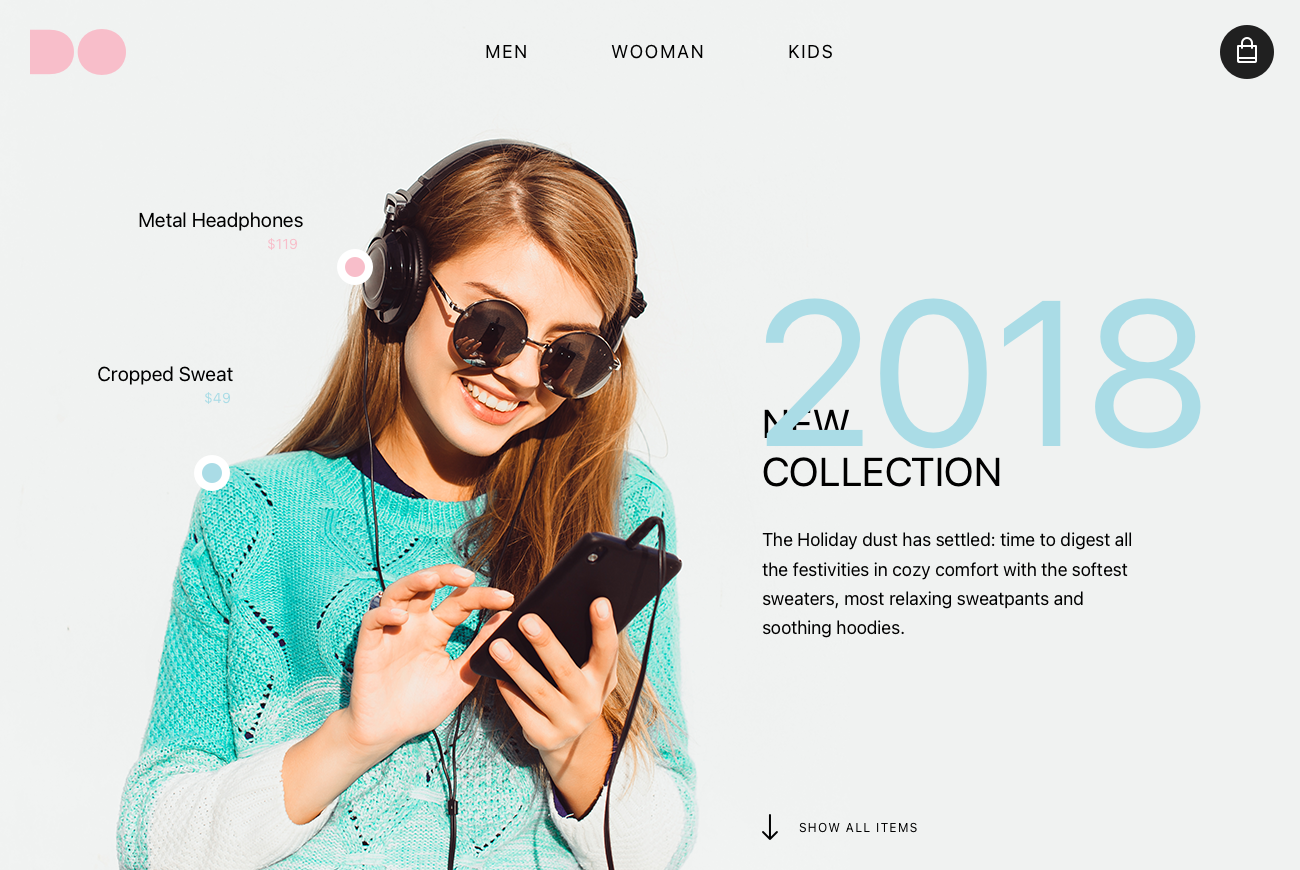 DO
MEN
WOOMAN
KIDS
Metal Headphones
$119
Cropped Sweat
$49
2018
NEW
COLLECTION
The Holiday dust has settled: time to digest all
the festivities in cozy comfort with the softest
sweaters, most relaxing sweatpants and
soothing hoodies.
SHOW ALL ITEMS